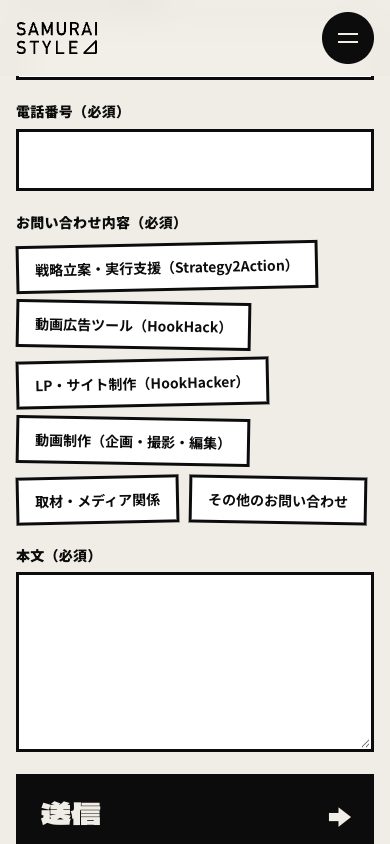 SAMURAI
STYLE
電話番号（必須）
お問い合わせ内容（必須）
戦略立案・実行支援（Strategy2Action）
動画広告ツール（HookHack）
LP・サイト制作（HookHacker）
動画制作（企画・撮影・編集）
取材・メディア関係 その他のお問い合わせ
本文（必須）
送信